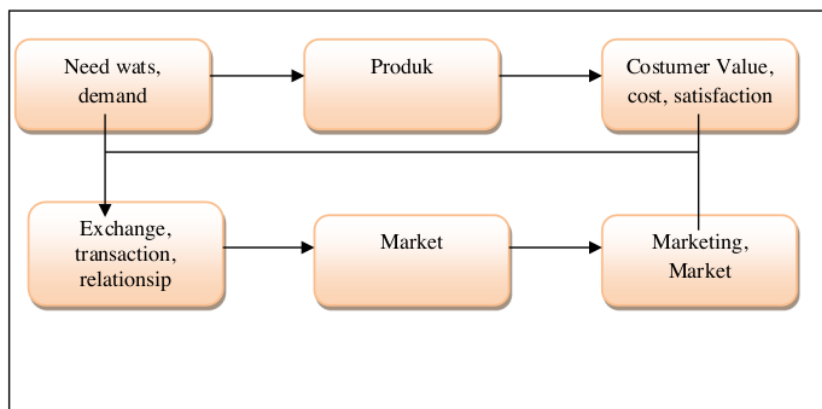 Need wats,
demand
Produk
Costumer Value,
cost, satisfaction
Exchange,
transaction,
relationsip
Market
Marketing,
Market